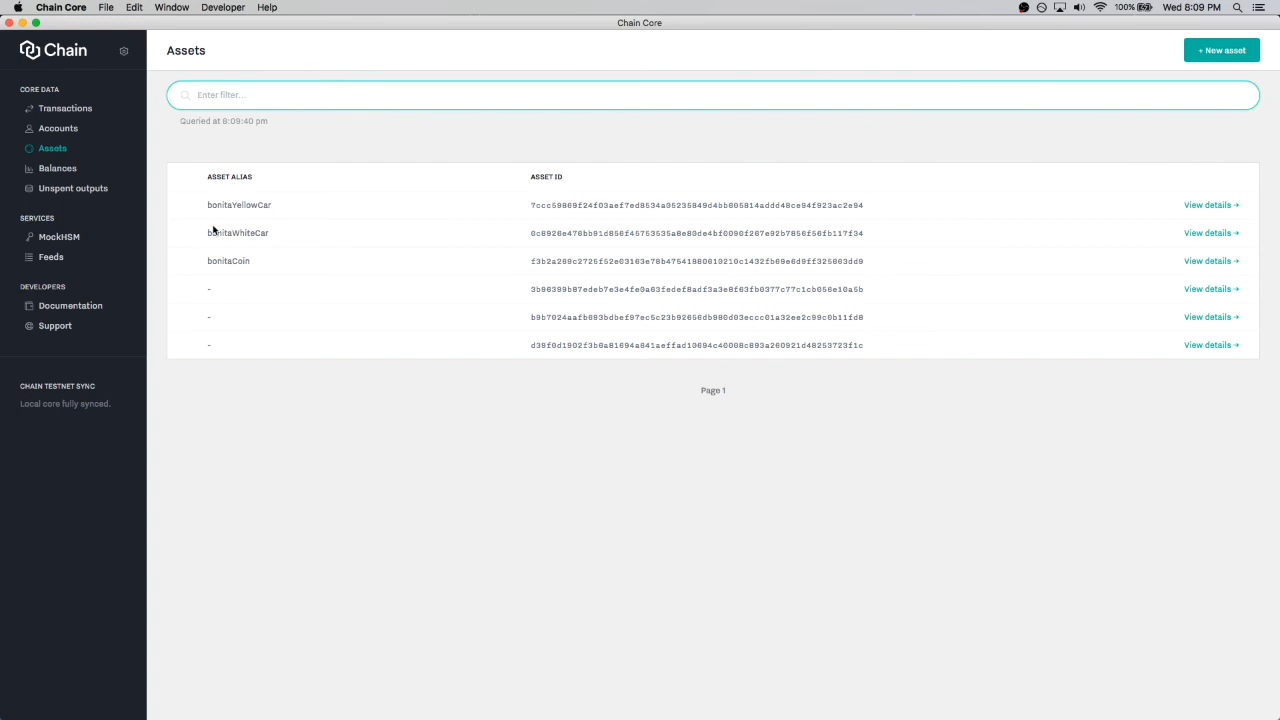 Chain Core File Edit Window Developer Help 100% Wed 8:09 PM
Chain Core
Chain
Assets
+ New asset
CORE DATA
Transactions
Accounts
Assets
Balances
Unspent outputs
SERVICES
MockHSM
Feeds
DEVELOPERS
Documentation
Support
CHAIN TESTNET SYNC
Local core fully synced.
Enter filter...
Queried at 8:09:40 pm
ASSET ALIAS ASSET ID
bonitaYellowCar View details →
bonitaWhiteCar View details →
bonitaCoin View details →
- View details →
- View details →
- View details →
Page 1